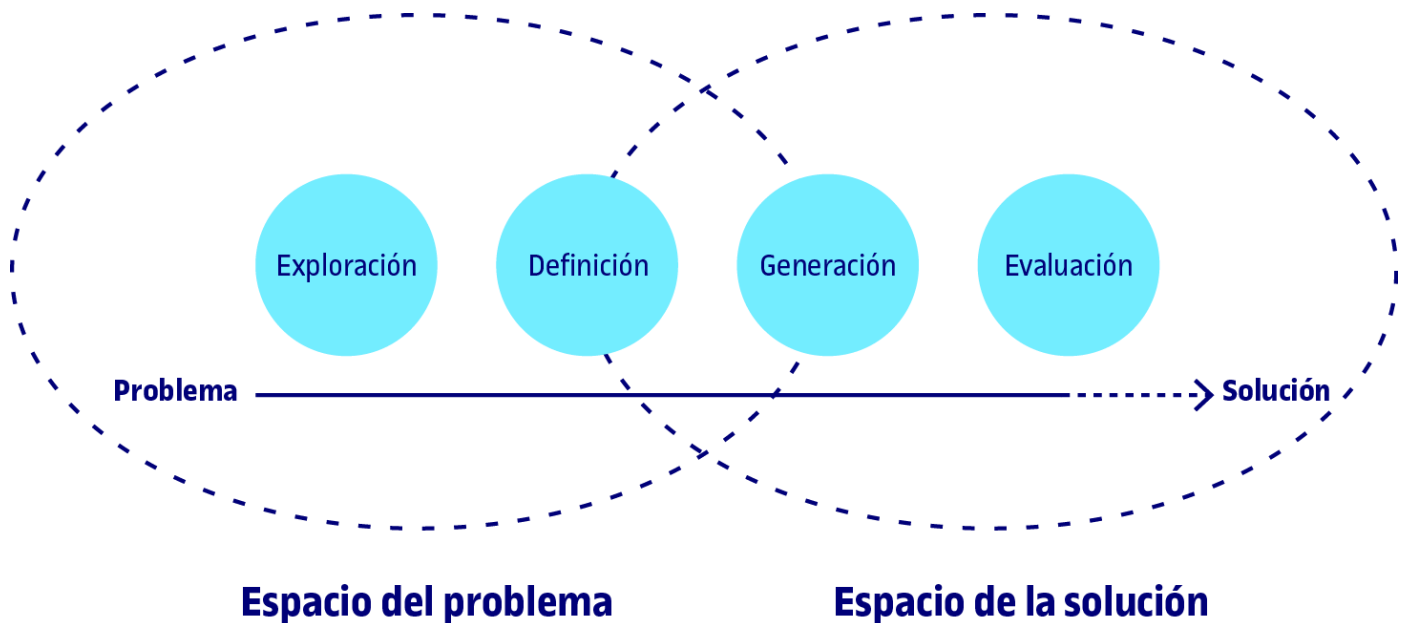 Exploración
Definición
Generación
Evaluación
Problema
Solución
Espacio del problema
Espacio de la solución